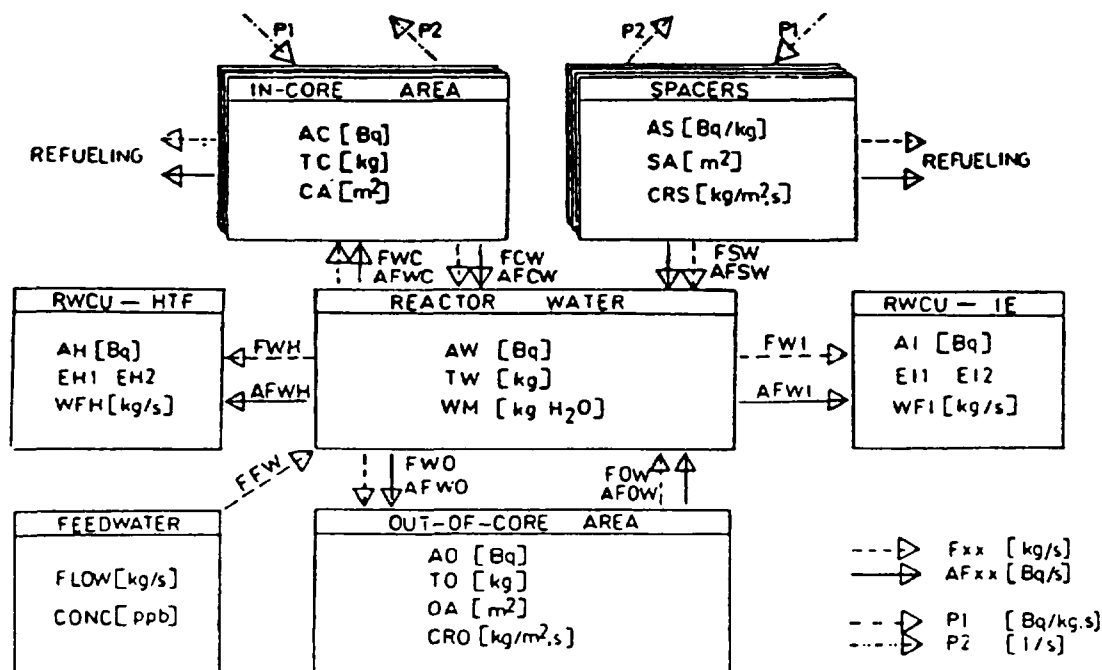 P1
P2
P2
P1
IN-CORE AREA
AC [Bq]
TC [kg]
CA [m²]
SPACERS
AS [Bq/kg]
SA [m²]
CRS [kg/m²,s]
REFUELING
REFUELING
FWC
AFWC
FCW
AFCW
FSW
AFSW
RWCU — HTF
AH [Bq]
EH1 EH2
WFH [kg/s]
FWH
AFWH
REACTOR WATER
AW [Bq]
TW [kg]
WM [kg H₂O]
FWI
AFWI
RWCU — IE
AI [Bq]
EI1 EI2
WFI [kg/s]
FFW
FWO
AFWO
FOW
AFOW
FEEDWATER
FLOW [kg/s]
CONC [ppb]
OUT-OF-CORE AREA
AO [Bq]
TO [kg]
OA [m²]
CRO [kg/m²,s]
Fxx [kg/s]
AFxx [Bq/s]
P1 [Bq/kg.s]
P2 [1/s]